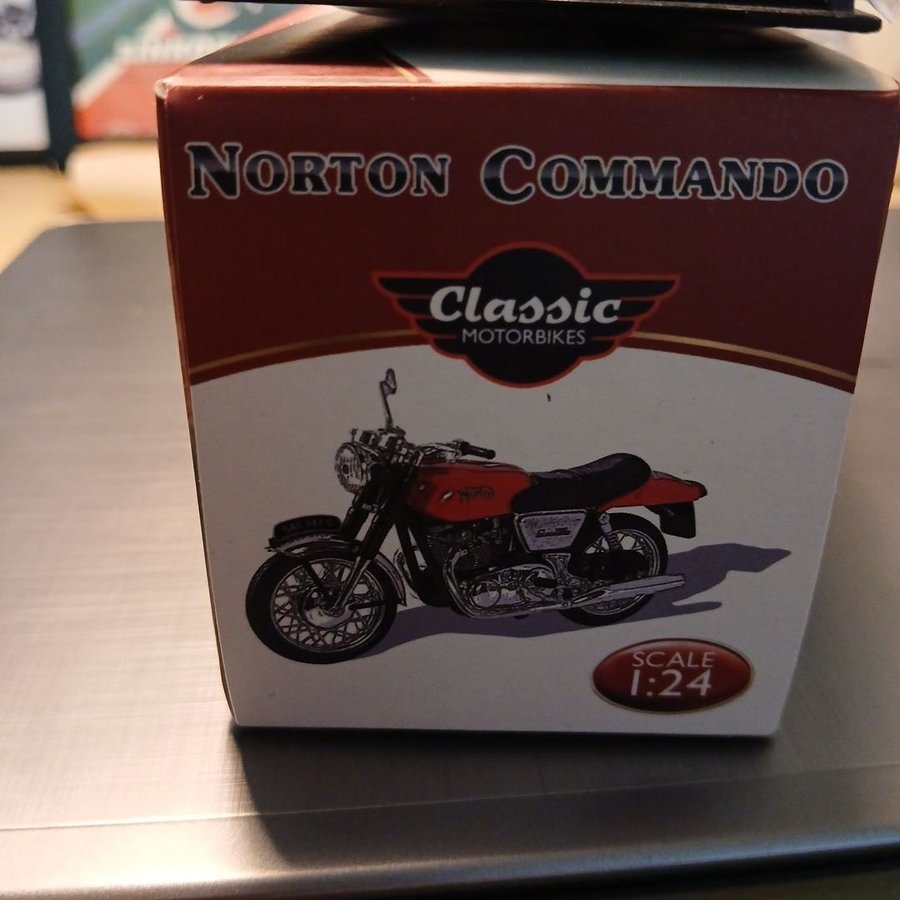 NORTON COMMANDO
Classic
MOTORBIKES
SCALE
1:24